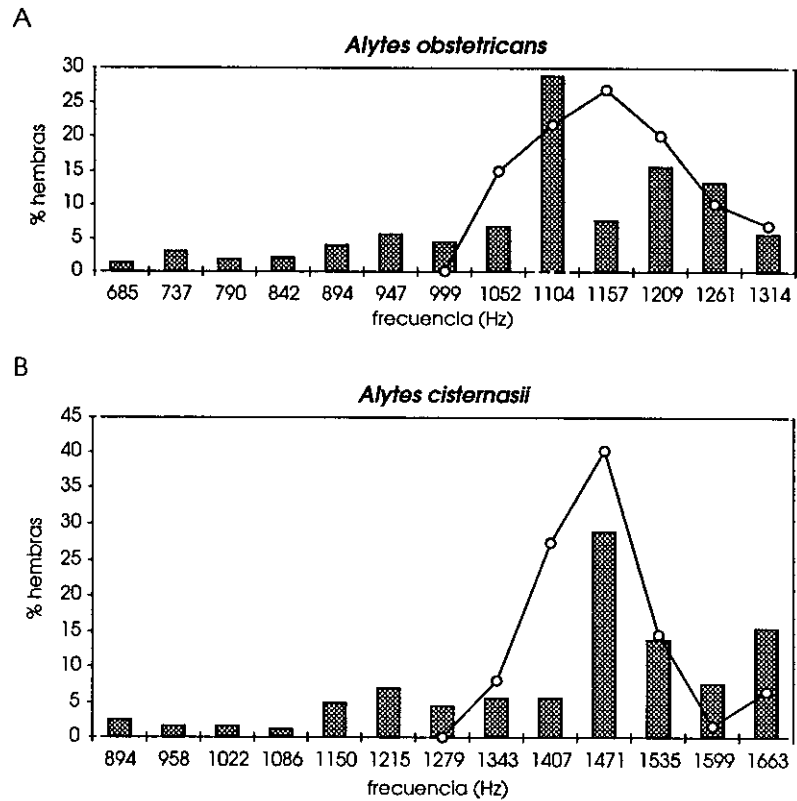 A
Alytes obstetricans
30
25
20
15
10
5
0
% hembras
685 737 790 842 894 947 999 1052 1104 1157 1209 1261 1314
frecuencia (Hz)
B
Alytes cisternasii
45
40
35
30
25
20
15
10
5
0
% hembras
894 958 1022 1086 1150 1215 1279 1343 1407 1471 1535 1599 1663
frecuencia (Hz)